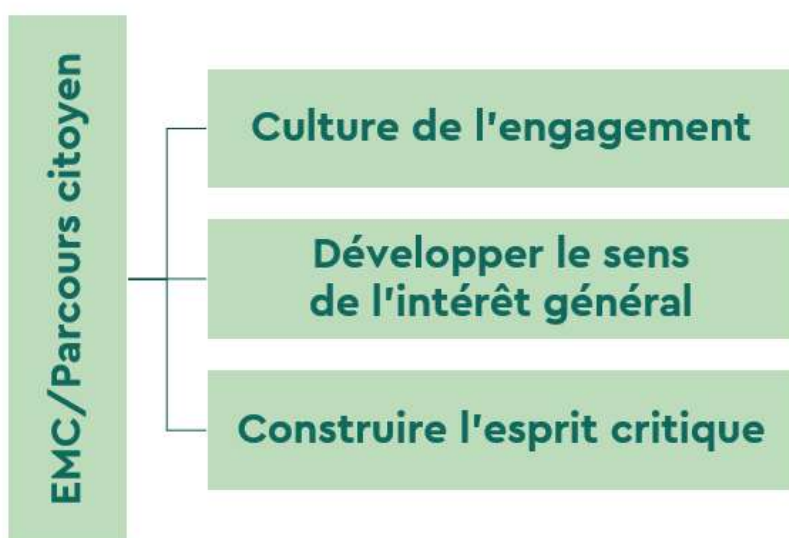 EMC/Parcours citoyen
Culture de l'engagement
Développer le sens
de l'intérêt général
Construire l'esprit critique